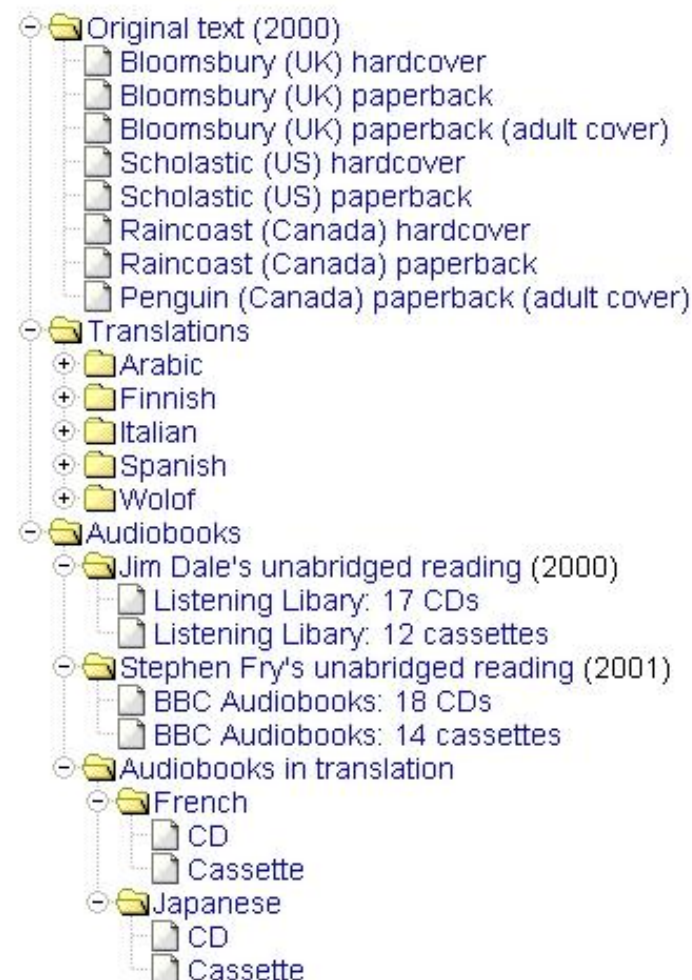 Original text (2000)
Bloomsbury (UK) hardcover
Bloomsbury (UK) paperback
Bloomsbury (UK) paperback (adult cover)
Scholastic (US) hardcover
Scholastic (US) paperback
Raincoast (Canada) hardcover
Raincoast (Canada) paperback
Penguin (Canada) paperback (adult cover)
Translations
Arabic
Finnish
Italian
Spanish
Wolof
Audiobooks
Jim Dale's unabridged reading (2000)
Listening Libary: 17 CDs
Listening Libary: 12 cassettes
Stephen Fry's unabridged reading (2001)
BBC Audiobooks: 18 CDs
BBC Audiobooks: 14 cassettes
Audiobooks in translation
French
CD
Cassette
Japanese
CD
Cassette